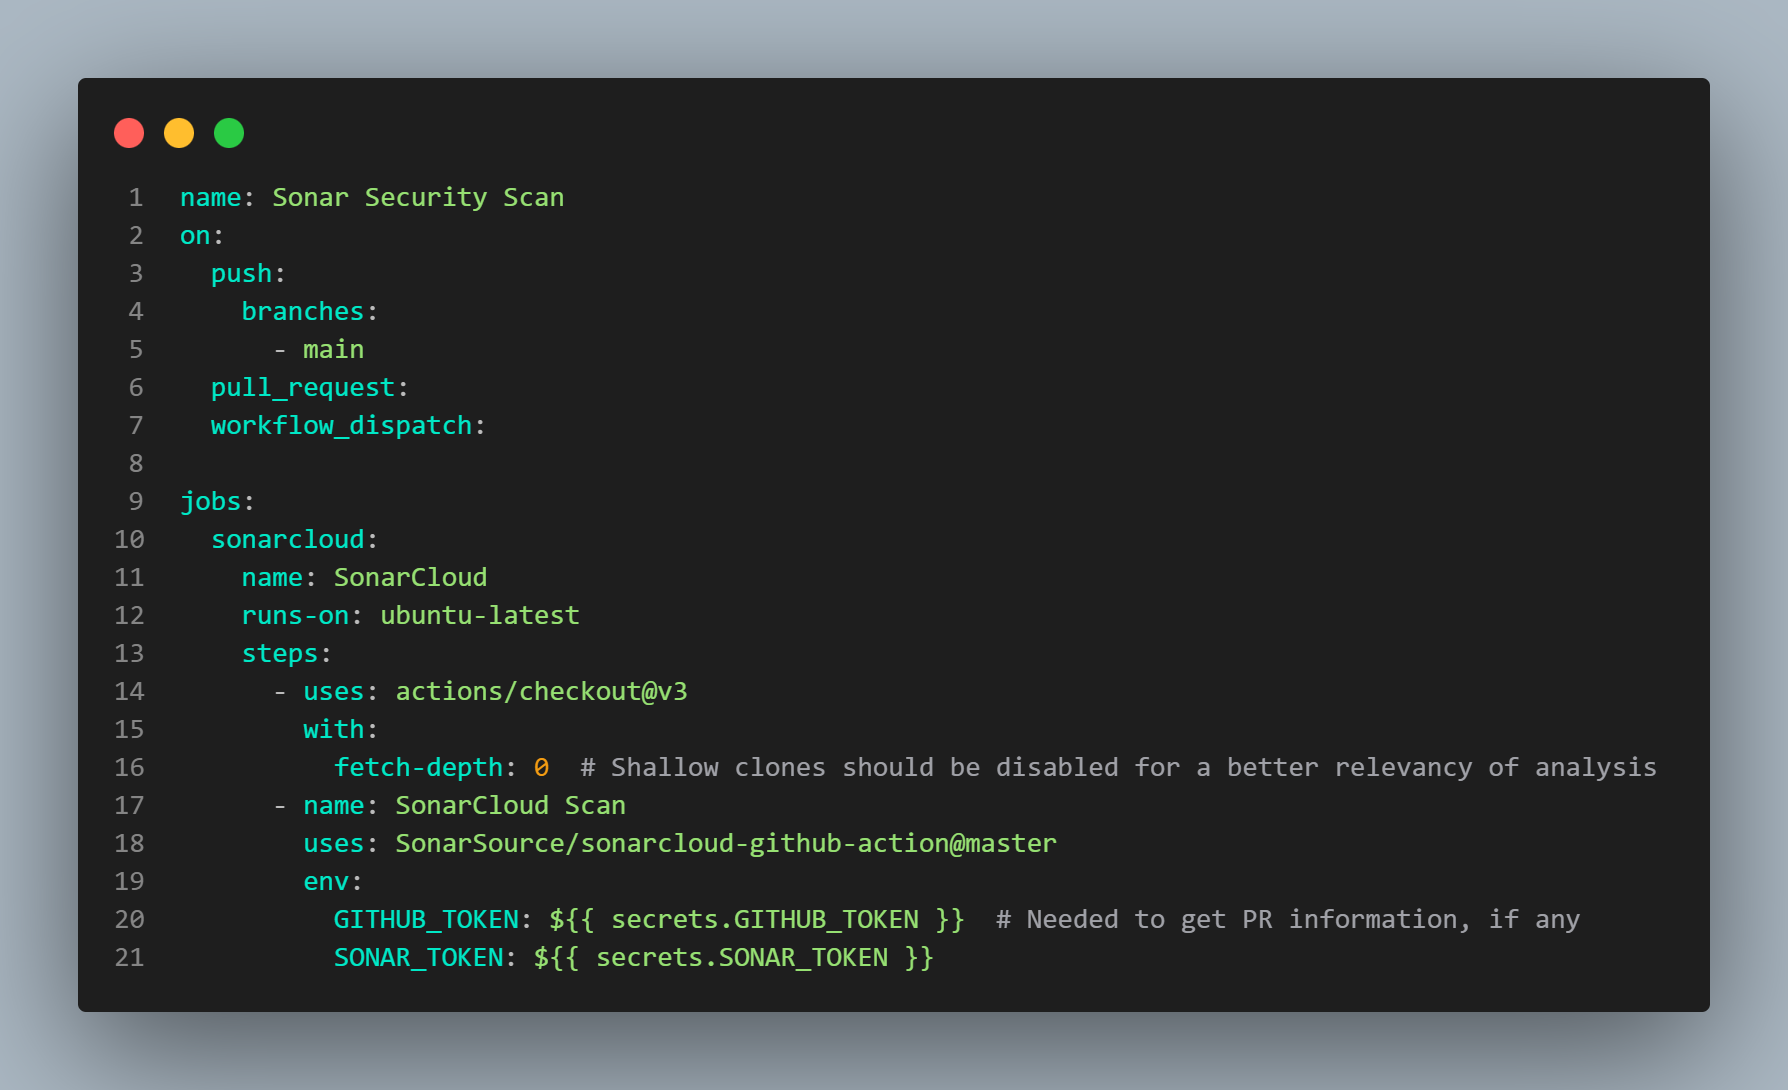 1 name: Sonar Security Scan
2 on:
3   push:
4     branches:
5       - main
6   pull_request:
7   workflow_dispatch:
8
9 jobs:
10   sonarcloud:
11     name: SonarCloud
12     runs-on: ubuntu-latest
13     steps:
14       - uses: actions/checkout@v3
15         with:
16           fetch-depth: 0  # Shallow clones should be disabled for a better relevancy of analysis
17       - name: SonarCloud Scan
18         uses: SonarSource/sonarcloud-github-action@master
19         env:
20           GITHUB_TOKEN: ${{ secrets.GITHUB_TOKEN }}  # Needed to get PR information, if any
21           SONAR_TOKEN: ${{ secrets.SONAR_TOKEN }}